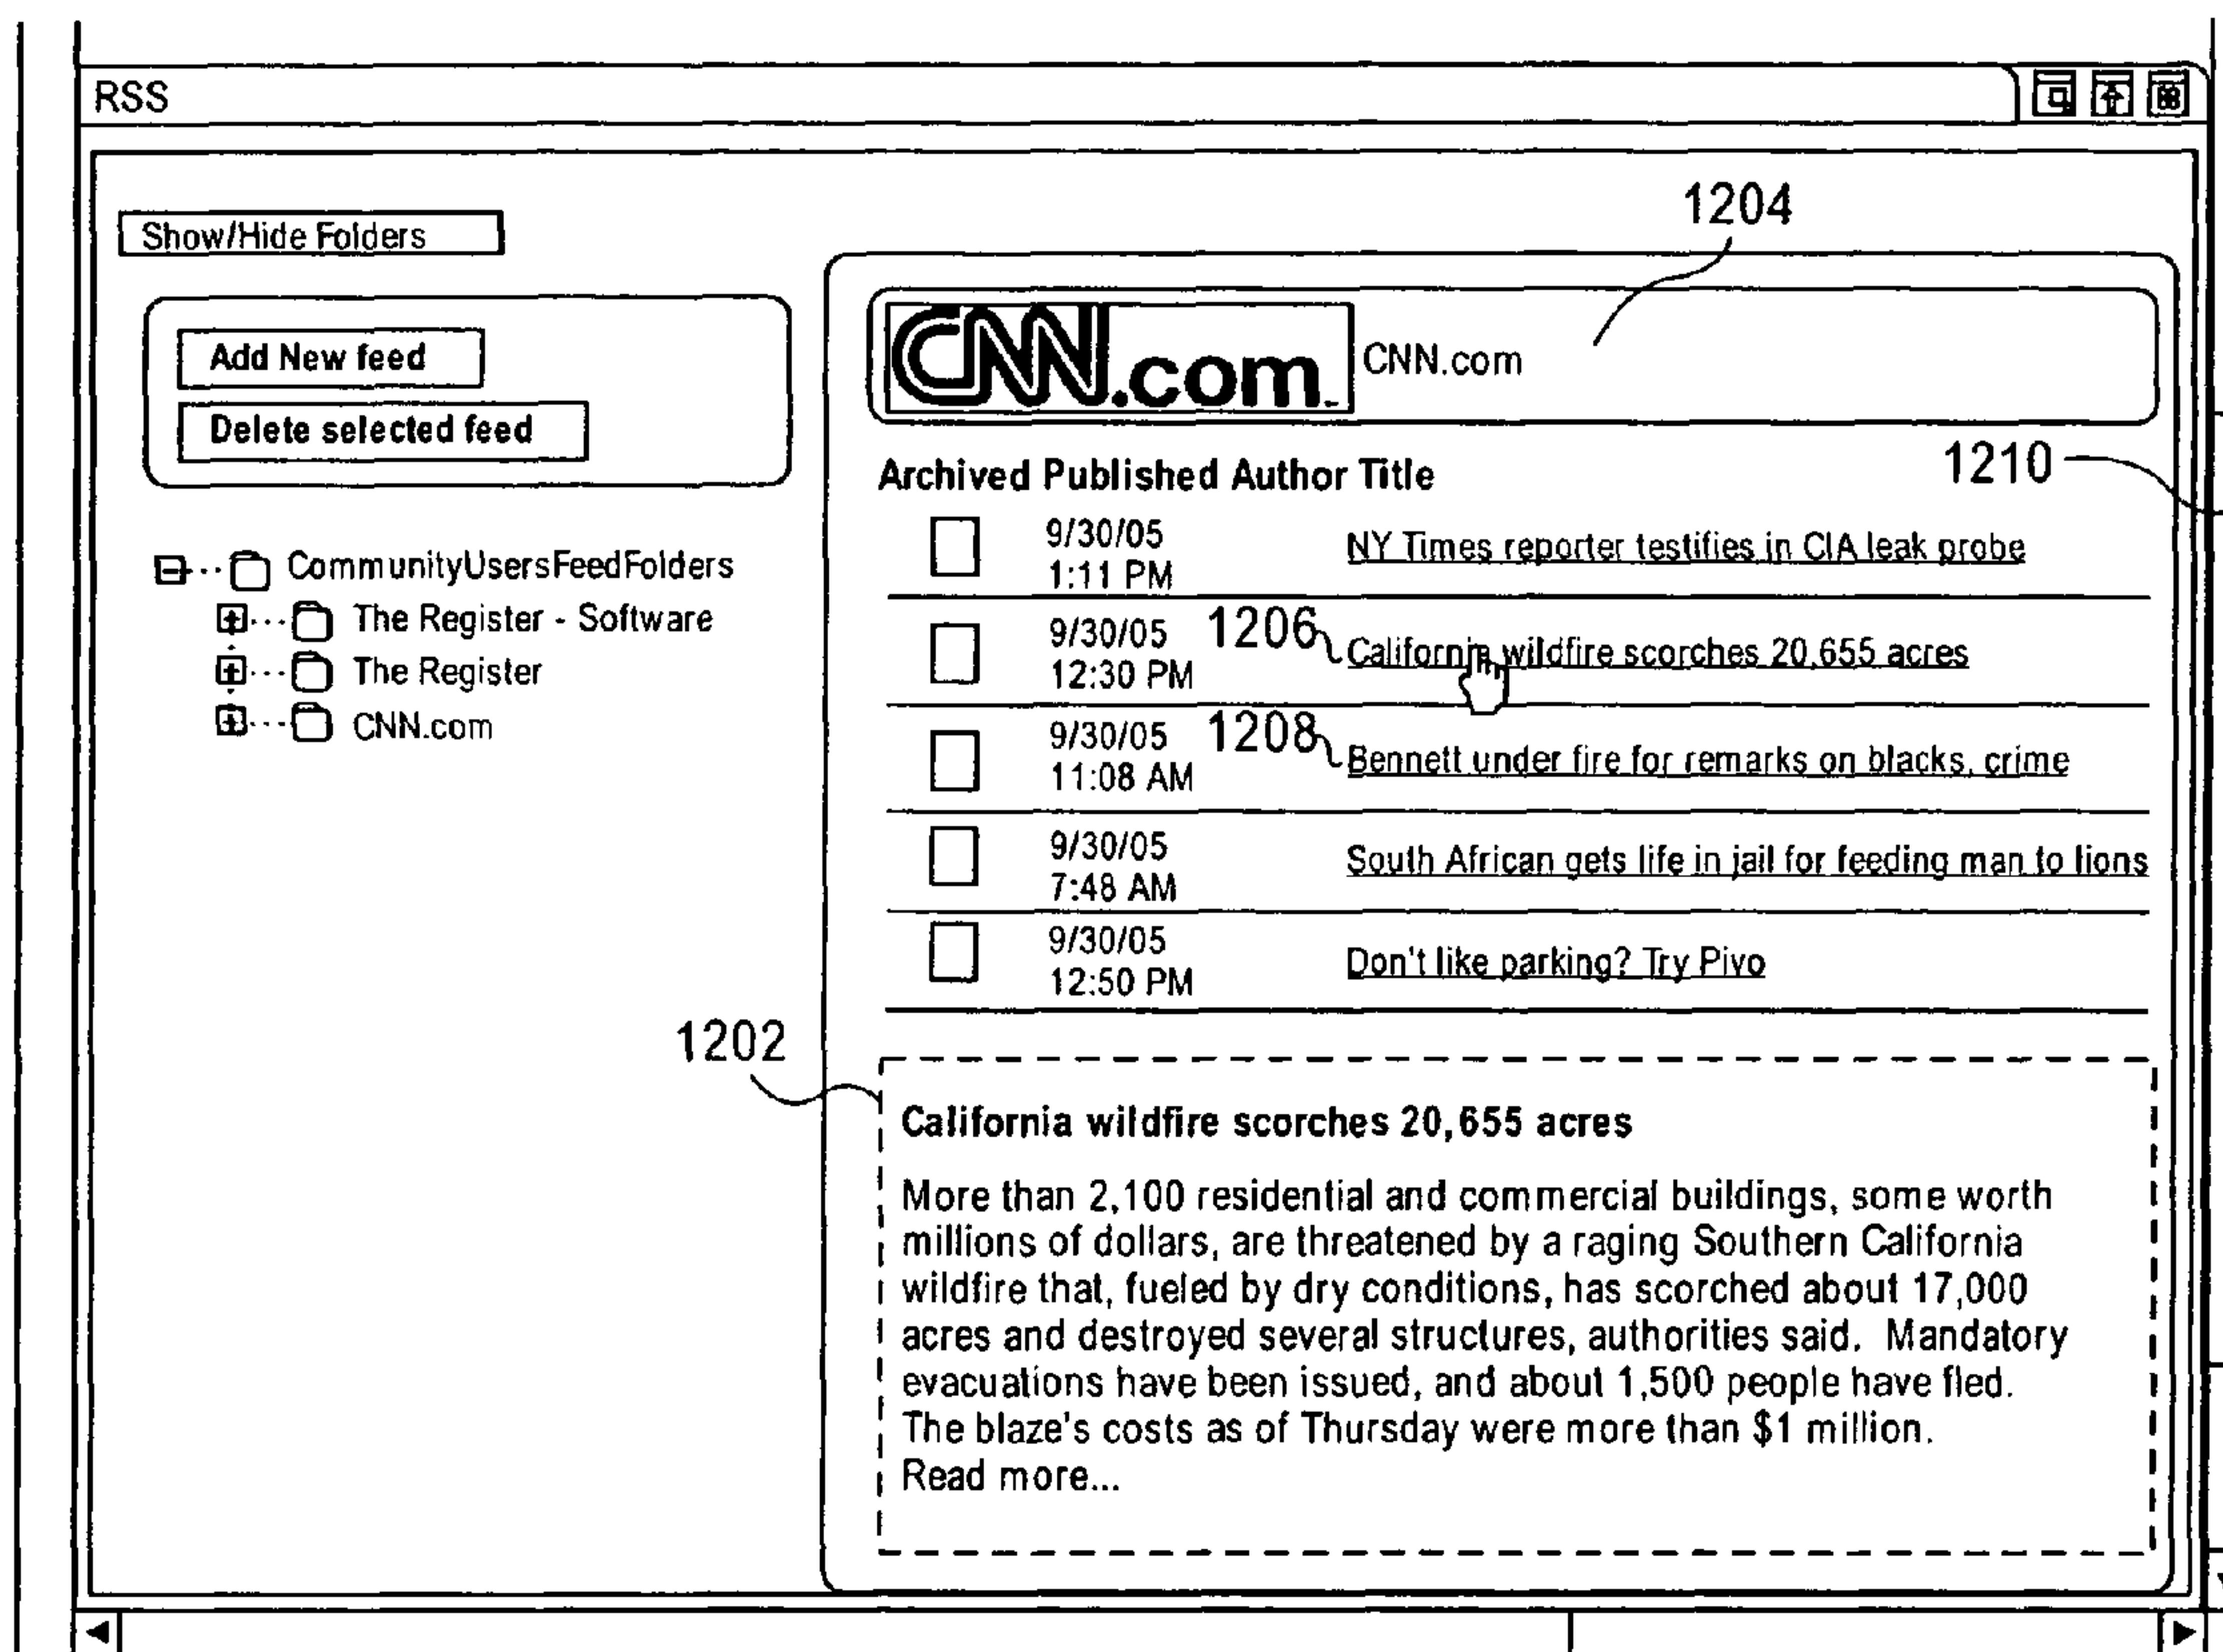 RSS
1204
Show/Hide Folders
CNN.com CNN.com
Add New feed
Delete selected feed
1210
Archived Published Author Title
9/30/05
1:11 PM
NY Times reporter testifies in CIA leak probe
CommunityUsersFeedFolders
The Register - Software
The Register
CNN.com
9/30/05
12:30 PM
1206
California wildfire scorches 20,655 acres
9/30/05
11:08 AM
1208
Bennett under fire for remarks on blacks, crime
9/30/05
7:48 AM
South African gets life in jail for feeding man to lions
9/30/05
12:50 PM
Don't like parking? Try Pivo
1202
California wildfire scorches 20,655 acres
More than 2,100 residential and commercial buildings, some worth
millions of dollars, are threatened by a raging Southern California
wildfire that, fueled by dry conditions, has scorched about 17,000
acres and destroyed several structures, authorities said. Mandatory
evacuations have been issued, and about 1,500 people have fled.
The blaze's costs as of Thursday were more than $1 million.
Read more...